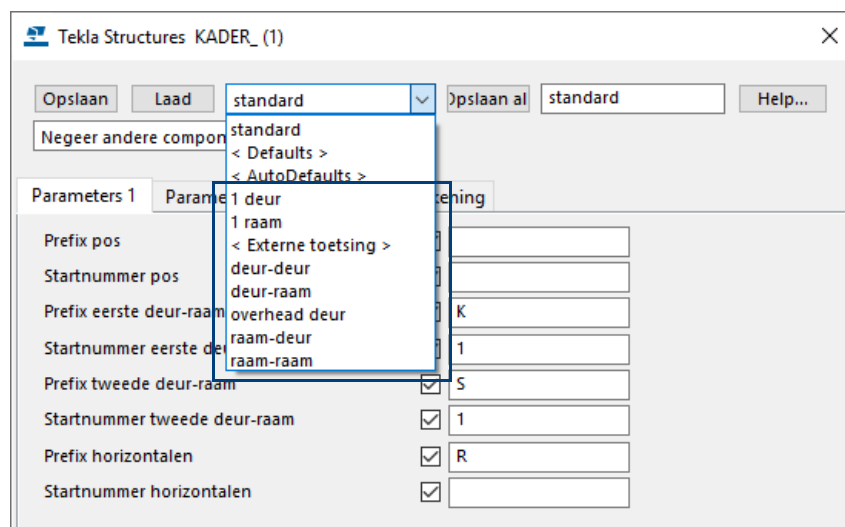 Tekla Structures KADER_ (1)
Opslaan Laad standard Opslaan al standard Help...
Negeer andere compon
standard
< Defaults >
< AutoDefaults >
1 deur
1 raam
< Externe toetsing >
deur-deur
deur-raam
overhead deur
raam-deur
raam-raam
Parameters 1 Parame kening
Prefix pos
Startnummer pos
Prefix eerste deur-raam K
Startnummer eerste deu 1
Prefix tweede deur-raam S
Startnummer tweede deur-raam 1
Prefix horizontalen R
Startnummer horizontalen